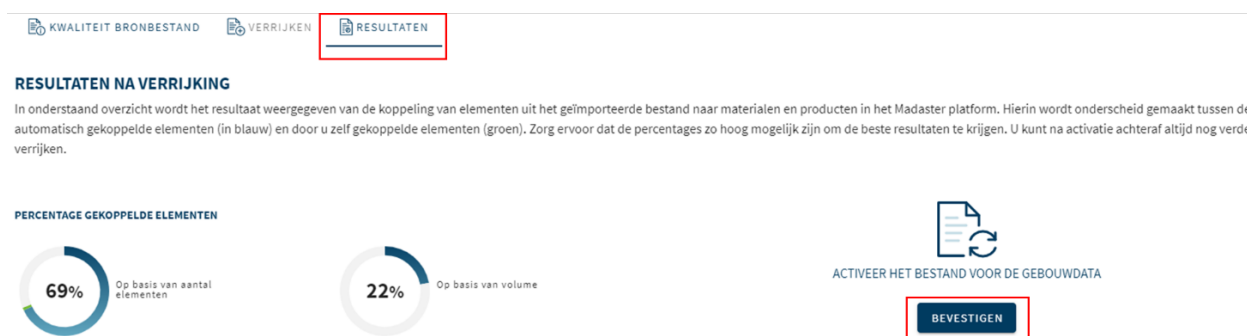 KWALITEIT BRONBESTAND VERRIJKEN RESULTATEN
RESULTATEN NA VERRIJKING
In onderstaand overzicht wordt het resultaat weergegeven van de koppeling van elementen uit het geïmporteerde bestand naar materialen en producten in het Madaster platform. Hierin wordt onderscheid gemaakt tussen de
automatisch gekoppelde elementen (in blauw) en door u zelf gekoppelde elementen (groen). Zorg ervoor dat de percentages zo hoog mogelijk zijn om de beste resultaten te krijgen. U kunt na activatie achteraf altijd nog verde
verrijken.
PERCENTAGE GEKOPPELDE ELEMENTEN
69%
Op basis van aantal
elementen
22%
Op basis van volume
ACTIVEER HET BESTAND VOOR DE GEBOUWDATA
BEVESTIGEN